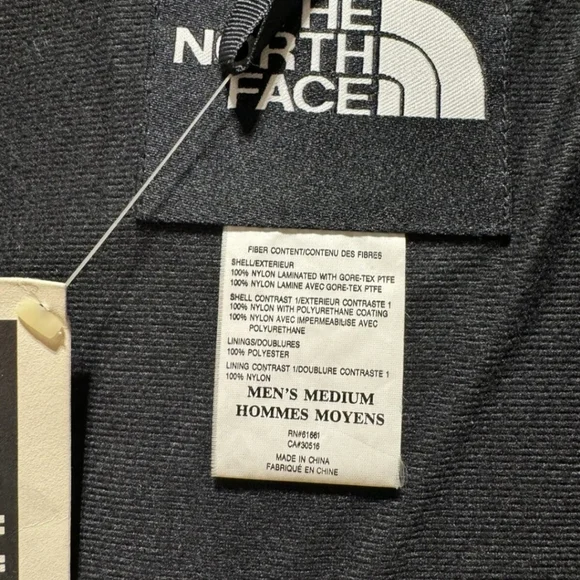 THE
NORTH
FACE
FIBER CONTENT/CONTENU DES FIBRES
SHELL/EXTERIEUR
100% NYLON LAMINATED WITH GORE-TEX PTFE
100% NYLON LAMINE AVEC GORE-TEX PTFE
SHELL CONTRAST 1/EXTERIEUR CONTRASTE 1
100% NYLON WITH POLYURETHANE COATING
100% NYLON AVEC IMPERMEABILISE AVEC
POLYURETHANE
LININGS/DOUBLURES
100% POLYESTER
LINING CONTRAST 1/DOUBLURE CONTRASTE 1
100% NYLON
MEN'S MEDIUM
HOMMES MOYENS
RN#61661
CA#30516
MADE IN CHINA
FABRIQUÉ EN CHINE